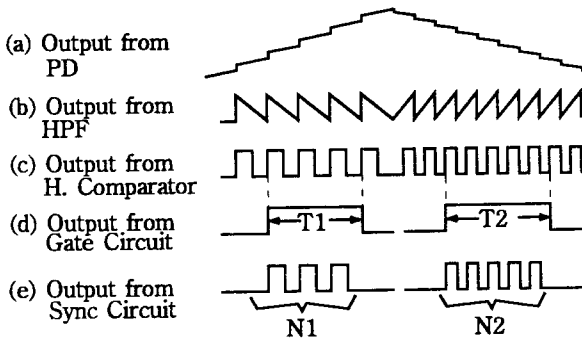 (a) Output from
PD
(b) Output from
HPF
(c) Output from
H. Comparator
(d) Output from
Gate Circuit
T1
T2
(e) Output from
Sync Circuit
N1
N2